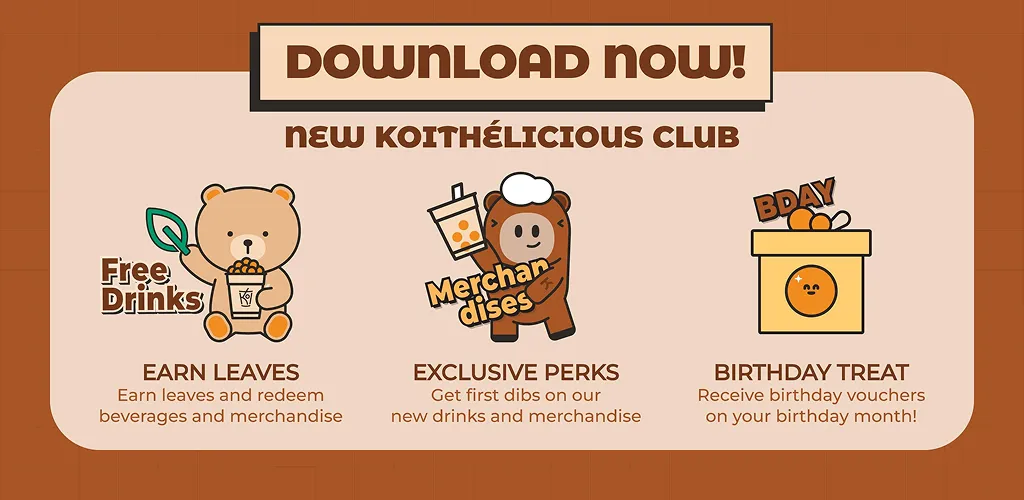 DOWNLOAD NOW!
NEW KOITHÉLICIOUS CLUB
Free
Drinks
KOI
Merchan
dises
BDAY
EARN LEAVES
Earn leaves and redeem
beverages and merchandise
EXCLUSIVE PERKS
Get first dibs on our
new drinks and merchandise
BIRTHDAY TREAT
Receive birthday vouchers
on your birthday month!